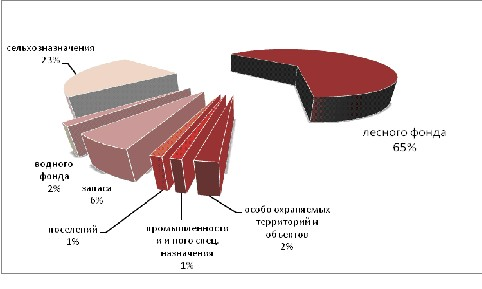 сельхозназначения
23%
лесного фонда
65%
водного
фонда
2%
запаса
6%
поселений
1%
промышленности
и иного спец.
назначения
1%
особо охраняемых
территорий и
объектов
2%